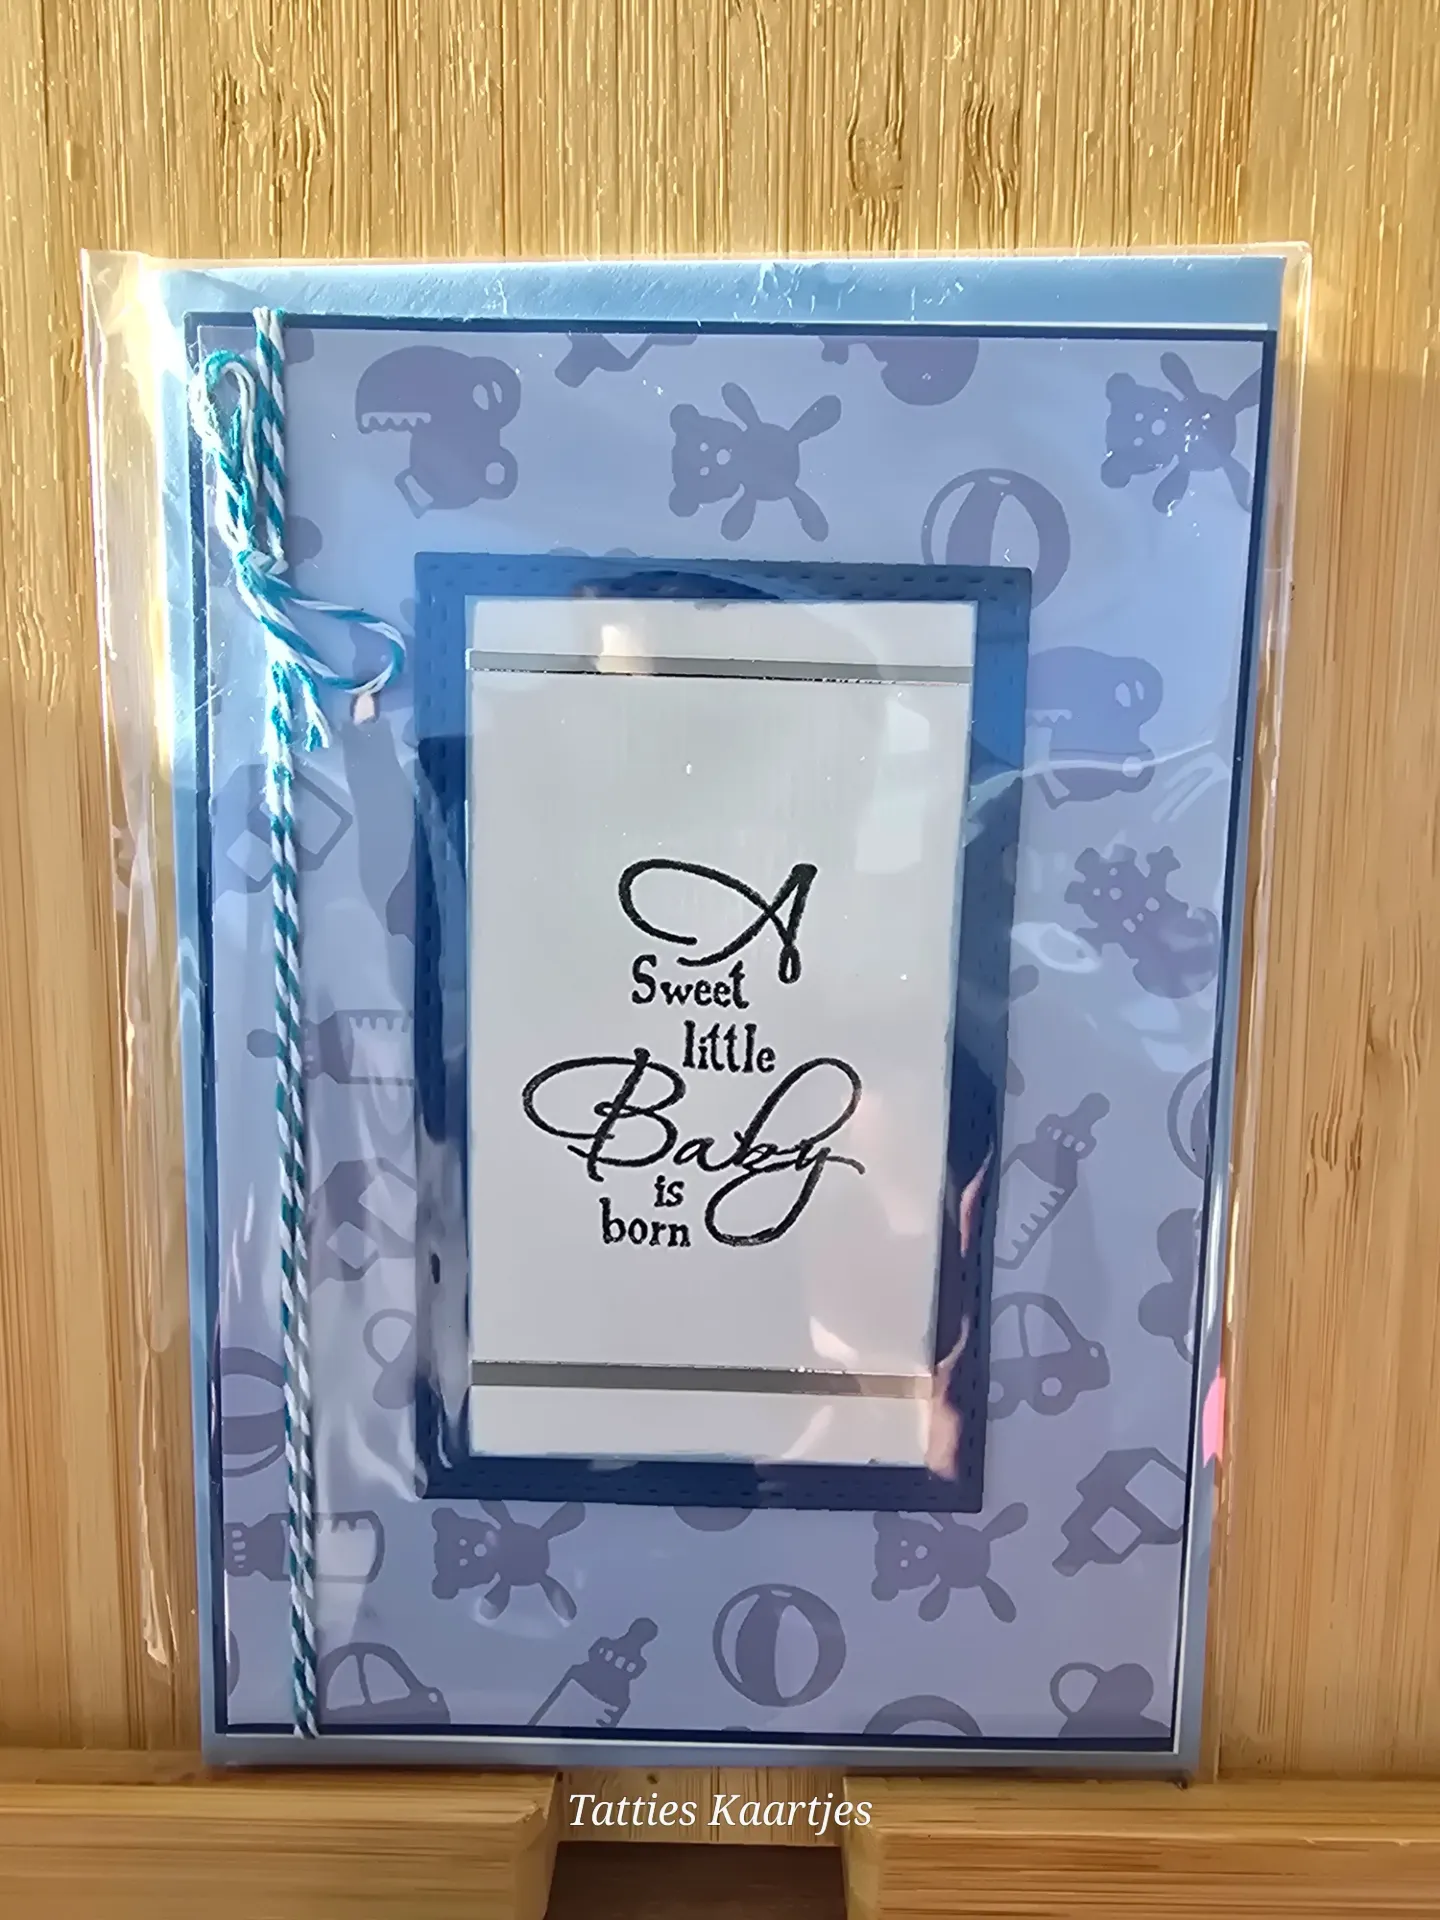 A
Sweet
little
Baby
is
born
Tatties Kaartjes